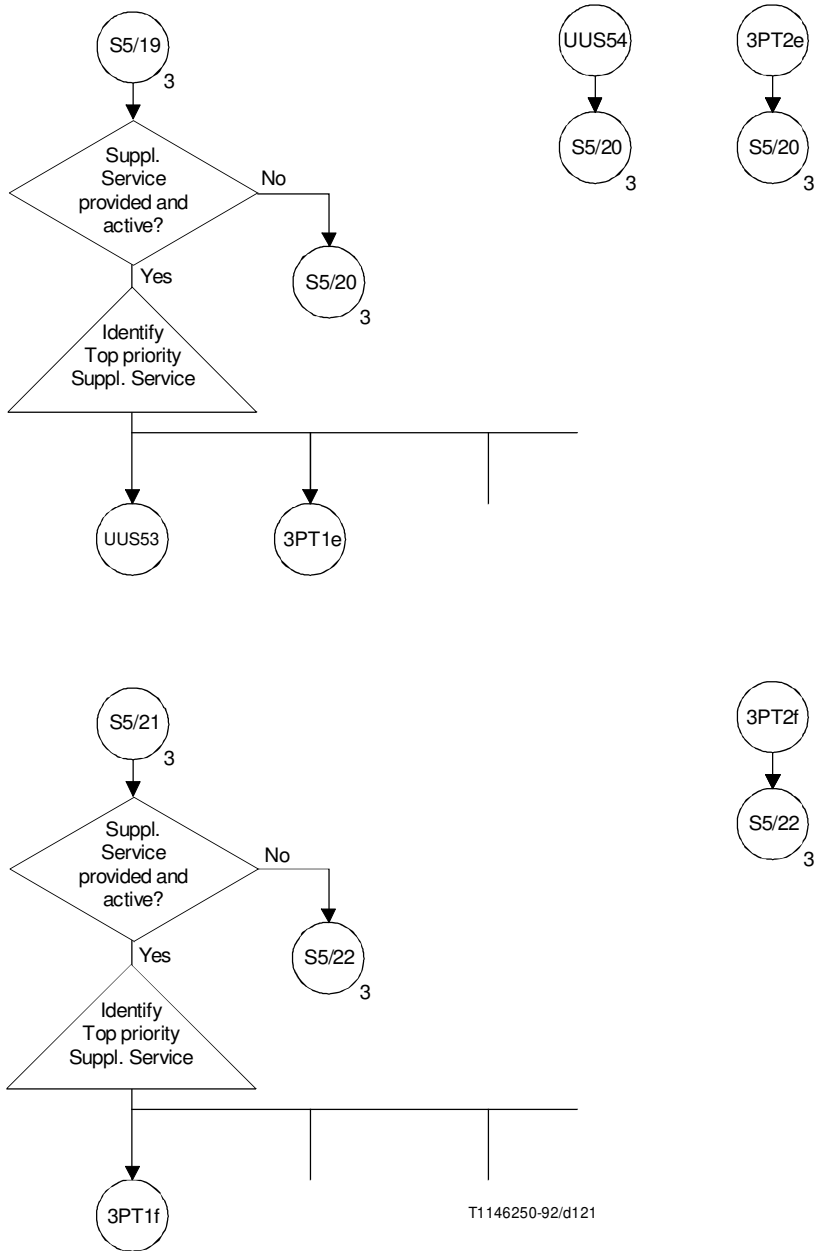 S5/19
3
Suppl.
Service
provided and
active?
No
S5/20
3
Yes
Identify
Top priority
Suppl. Service
UUS53
3PT1e
UUS54
S5/20
3
3PT2e
S5/20
3
S5/21
3
Suppl.
Service
provided and
active?
No
S5/22
3
Yes
Identify
Top priority
Suppl. Service
3PT1f
3PT2f
S5/22
3
T1146250-92/d121